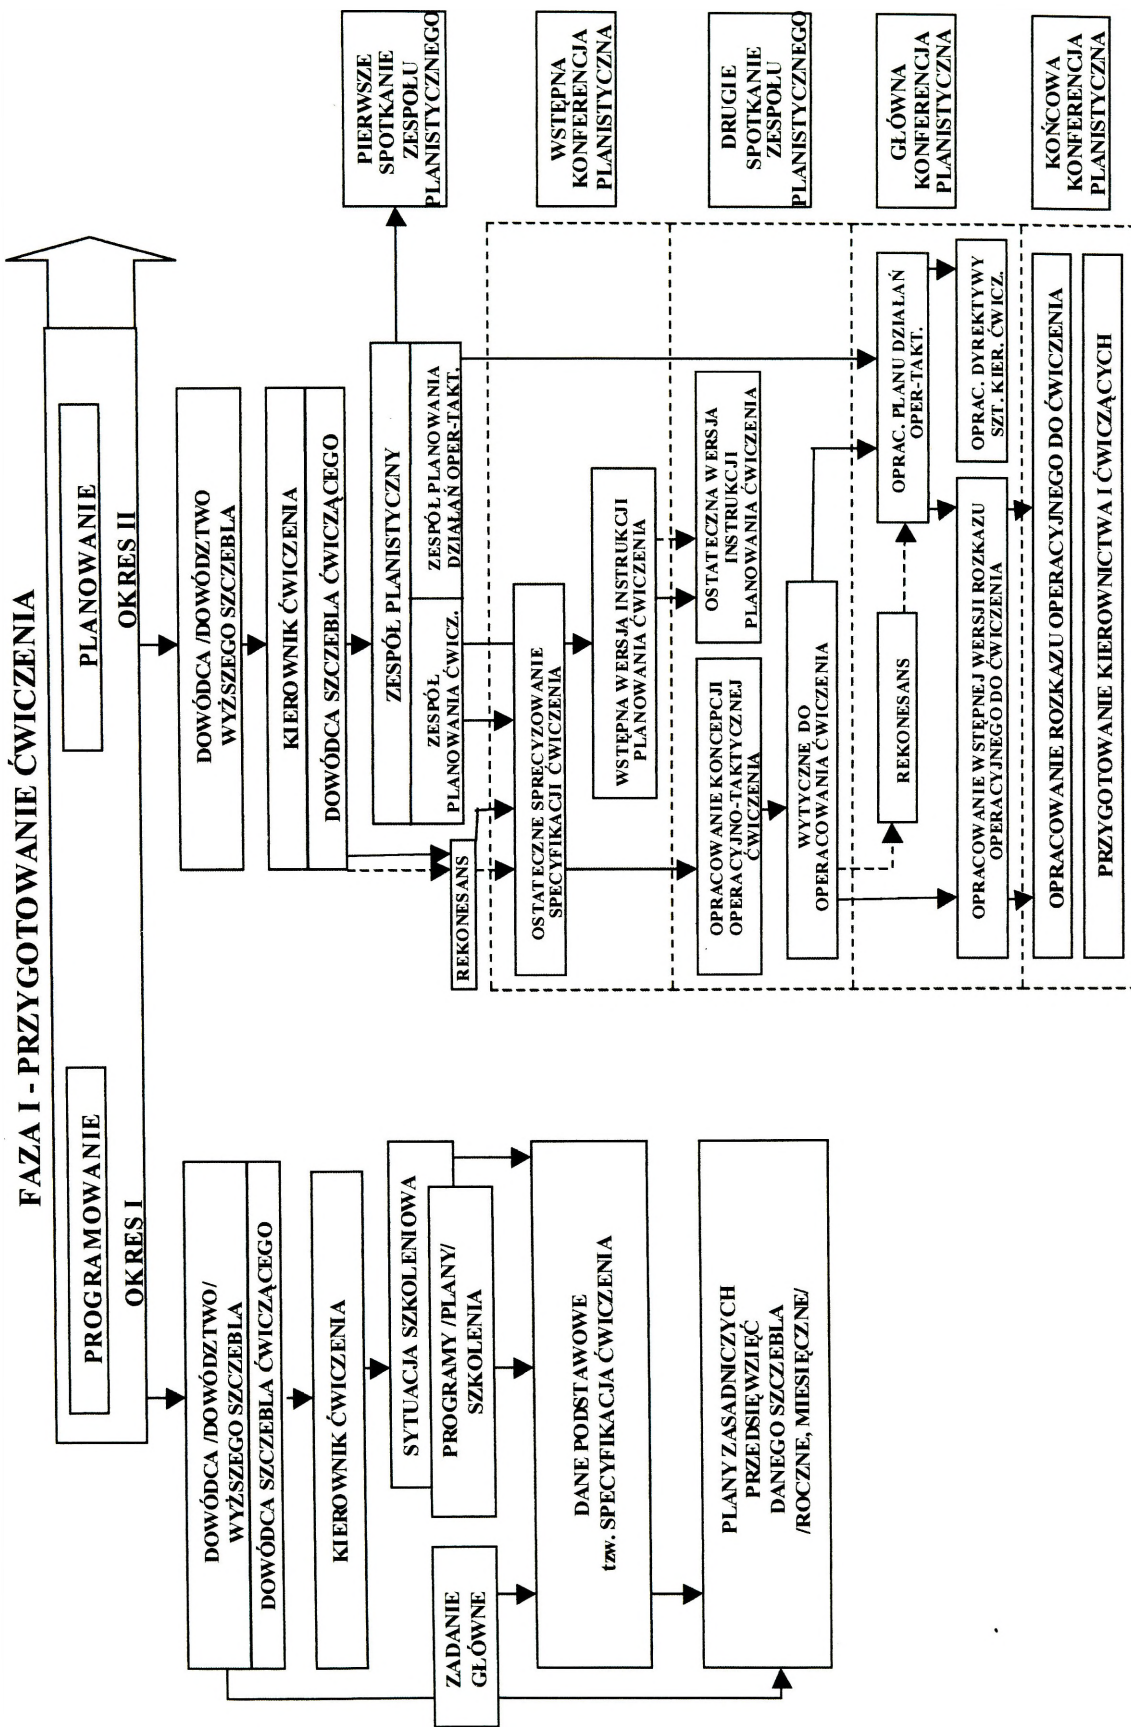 FAZA I - PRZYGOTOWANIE ĆWICZENIA
PROGRAMOWANIE
OKRES I
PLANOWANIE
OKRES II
DOWÓDCA /DOWÓDZTWO/
WYŻSZEGO SZCZEBLA
DOWÓDCA SZCZEBLA ĆWICZĄCEGO
KIEROWNIK ĆWICZENIA
SYTUACJA SZKOLENIOWA
PROGRAMY /PLANY/
SZKOLENIA
ZADANIE
GŁÓWNE
DANE PODSTAWOWE
tzw. SPECYFIKACJA ĆWICZENIA
PLANY ZASADNICZYCH
PRZEDSIĘWZIĘĆ
DANEGO SZCZEBLA
/ROCZNE, MIESIĘCZNE/
DOWÓDCA /DOWÓDZTWO
WYŻSZEGO SZCZEBLA
KIEROWNIK ĆWICZENIA
DOWÓDCA SZCZEBLA ĆWICZĄCEGO
ZESPÓŁ PLANISTYCZNY
ZESPÓŁ
PLANOWANIA ĆWICZ.
ZESPÓŁ PLANOWANIA
DZIAŁAŃ OPER-TAKT.
PIERWSZE
SPOTKANIE
ZESPOŁU
PLANISTYCZNEGO
REKONESANS
OSTATECZNE SPRECYZOWANIE
SPECYFIKACJI ĆWICZENIA
WSTĘPNA WERSJA INSTRUKCJI
PLANOWANIA ĆWICZENIA
WSTĘPNA
KONFERENCJA
PLANISTYCZNA
OPRACOWANIE KONCEPCJI
OPERACYJNO-TAKTYCZNEJ
ĆWICZENIA
OSTATECZNA WERSJA
INSTRUKCJI
PLANOWANIA ĆWICZENIA
WYTYCZNE DO
OPERACOWANIA ĆWICZENIA
DRUGIE
SPOTKANIE
ZESPOŁU
PLANISTYCZNEGO
REKONESANS
OPRAC. PLANU DZIAŁAŃ
OPER-TAKT.
OPRACOWANIE WSTĘPNEJ WERSJI ROZKAZU
OPERACYJNEGO DO ĆWICZENIA
OPRAC. DYREKTYWY
SZT. KIER. ĆWICZ.
GŁÓWNA
KONFERENCJA
PLANISTYCZNA
OPRACOWANIE ROZKAZU OPERACYJNEGO DO ĆWICZENIA
PRZYGOTOWANIE KIEROWNICTWA I ĆWICZĄCYCH
KOŃCOWA
KONFERENCJA
PLANISTYCZNA